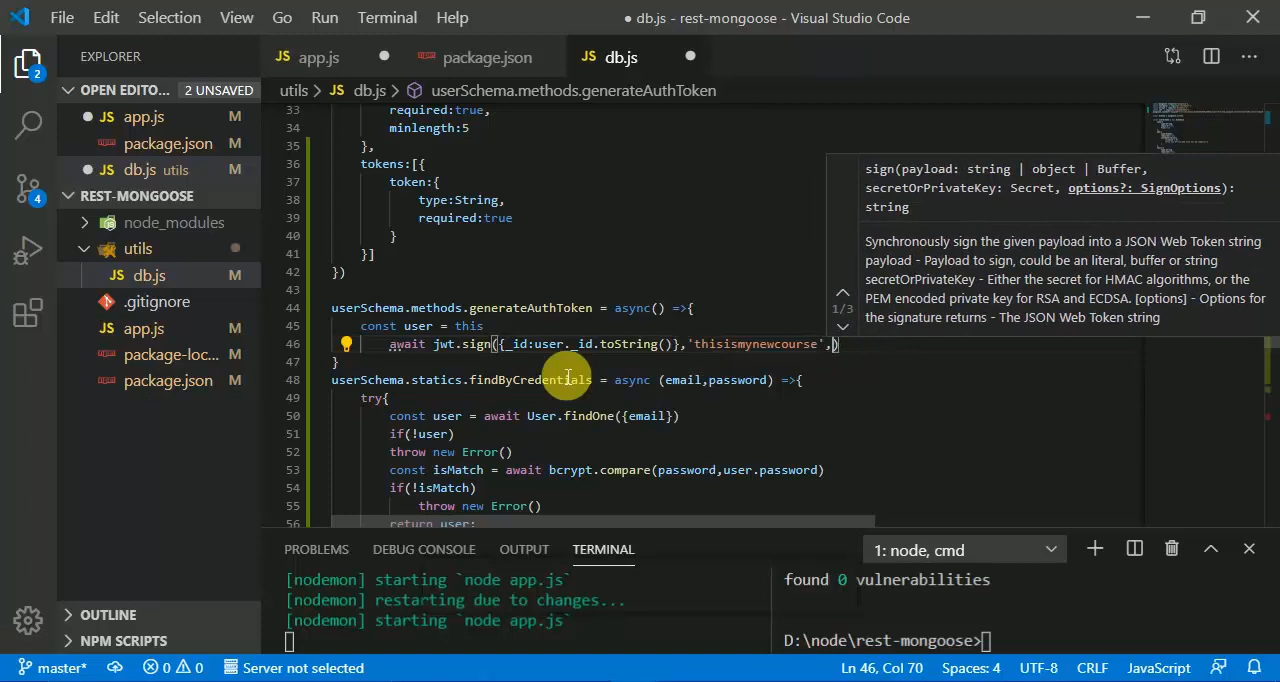 File Edit Selection View Go Run Terminal Help ● db.js - rest-mongoose - Visual Studio Code
EXPLORER
JS app.js ● package.json JS db.js ●
OPEN EDITO... 2 UNSAVED
● JS app.js M
package.json M
● JS db.js utils M
REST-MONGOOSE
node_modules
utils
JS db.js M
.gitignore
JS app.js M
package-loc... M
package.json M
OUTLINE
NPM SCRIPTS
2
4
utils > JS db.js > userSchema.methods.generateAuthToken
33 required:true,
34 minlength:5
35 },
36 tokens:[{
37 token:{
38 type:String,
39 required:true
40 }
41 }]
42 })
43
44 userSchema.methods.generateAuthToken = async() =>{
45 const user = this
46 await jwt.sign({_id:user._id.toString()},'thisismynewcourse',)
47 }
48 userSchema.statics.findByCredentials = async (email,password) =>{
49 try{
50 const user = await User.findOne({email})
51 if(!user)
52 throw new Error()
53 const isMatch = await bcrypt.compare(password,user.password)
54 if(!isMatch)
55 throw new Error()
56 return user;
sign(payload: string | object | Buffer,
secretOrPrivateKey: Secret, options?: SignOptions):
string
Synchronously sign the given payload into a JSON Web Token string
payload - Payload to sign, could be an literal, buffer or string
secretOrPrivateKey - Either the secret for HMAC algorithms, or the
PEM encoded private key for RSA and ECDSA. [options] - Options for
the signature returns - The JSON Web Token string
1/3
PROBLEMS DEBUG CONSOLE OUTPUT TERMINAL 1: node, cmd
[nodemon] starting `node app.js`
[nodemon] restarting due to changes...
[nodemon] starting `node app.js`
found 0 vulnerabilities
D:\node\rest-mongoose>
master* 0 0 Server not selected Ln 46, Col 70 Spaces: 4 UTF-8 CRLF JavaScript